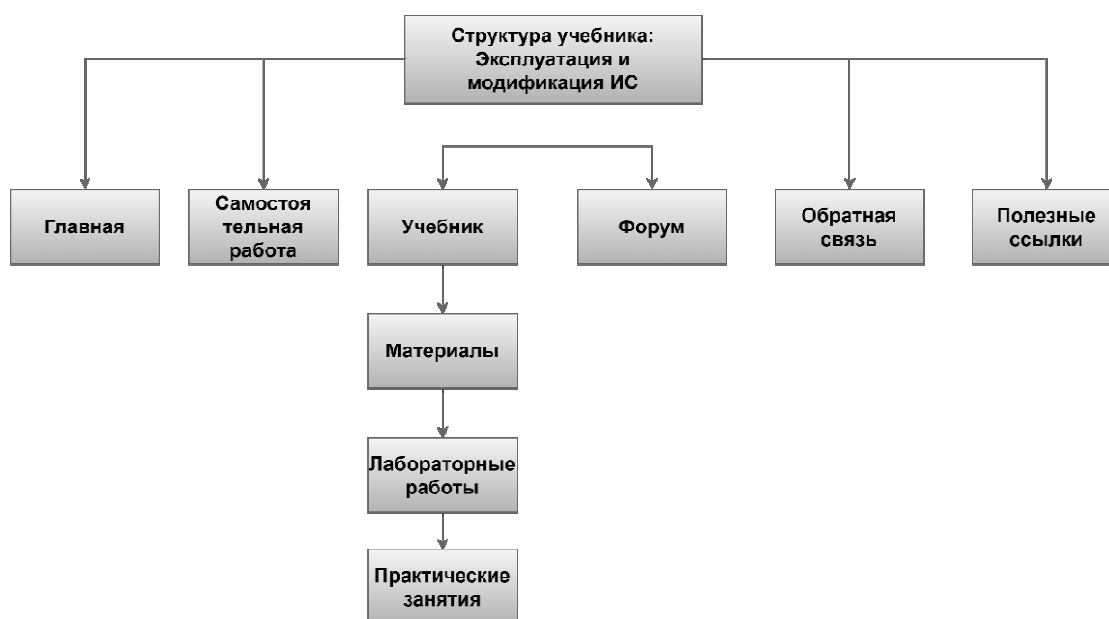 Структура учебника:
Эксплуатация и
модификация ИС
Главная
Самостоя
тельная
работа
Учебник
Форум
Обратная
связь
Полезные
ссылки
Материалы
Лабораторные
работы
Практические
занятия